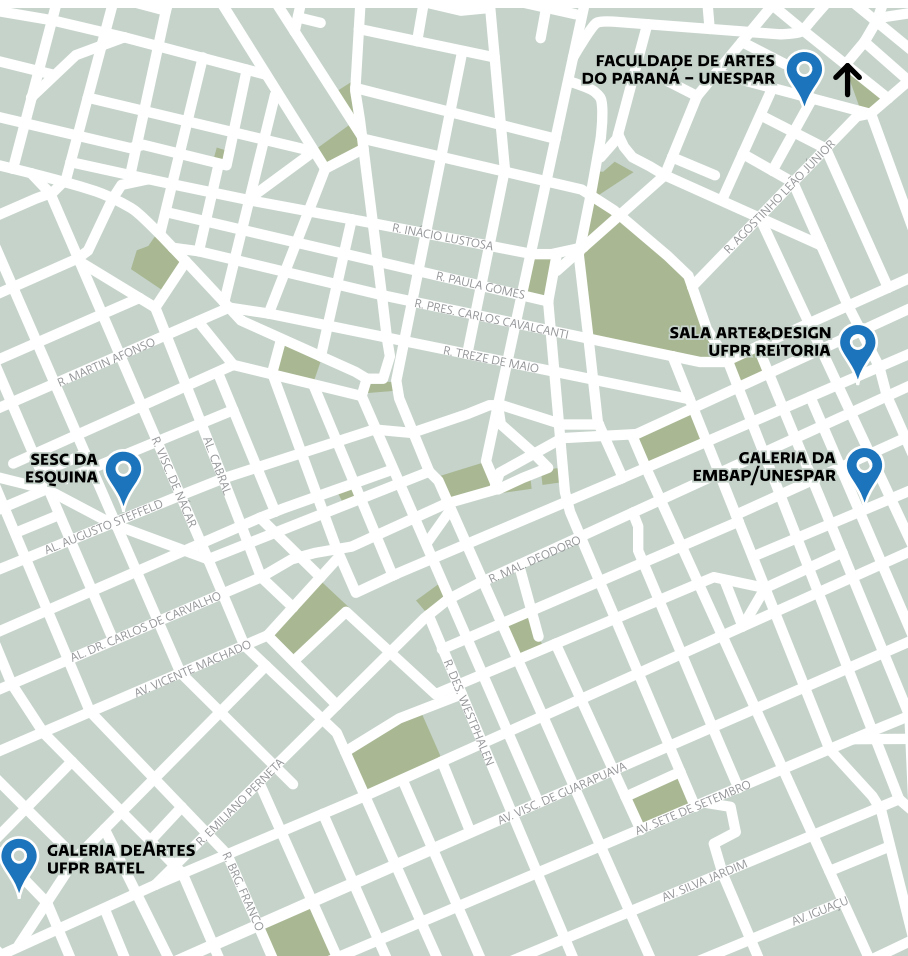 FACULDADE DE ARTES
DO PARANÁ – UNESPAR
R. AGOSTINHO LEÃO JÚNIOR
R. INÁCIO LUSTOSA
R. PAULA GOMES
R. PRES. CARLOS CAVALCANTI
R. TREZE DE MAIO
SALA ARTE&DESIGN
UFPR REITORIA
R. MARTIN AFONSO
SESC DA
ESQUINA
R. VISC. DE NACAR
AL. CABRAL
GALERIA DA
EMBAP/UNESPAR
AL. AUGUSTO STEFFELD
R. MAL. DEODORO
AL. DR. CARLOS DE CARVALHO
AV. VICENTE MACHADO
R. DES. WESTPHALEN
R. EMILIANO PERNETA
AV. VISC. DE GUARAPUAVA
AV. SETE DE SETEMBRO
GALERIA DEARTES
UFPR BATEL
R. BRG. FRANCO
AV. SILVA JARDIM
AV. IGUAÇU